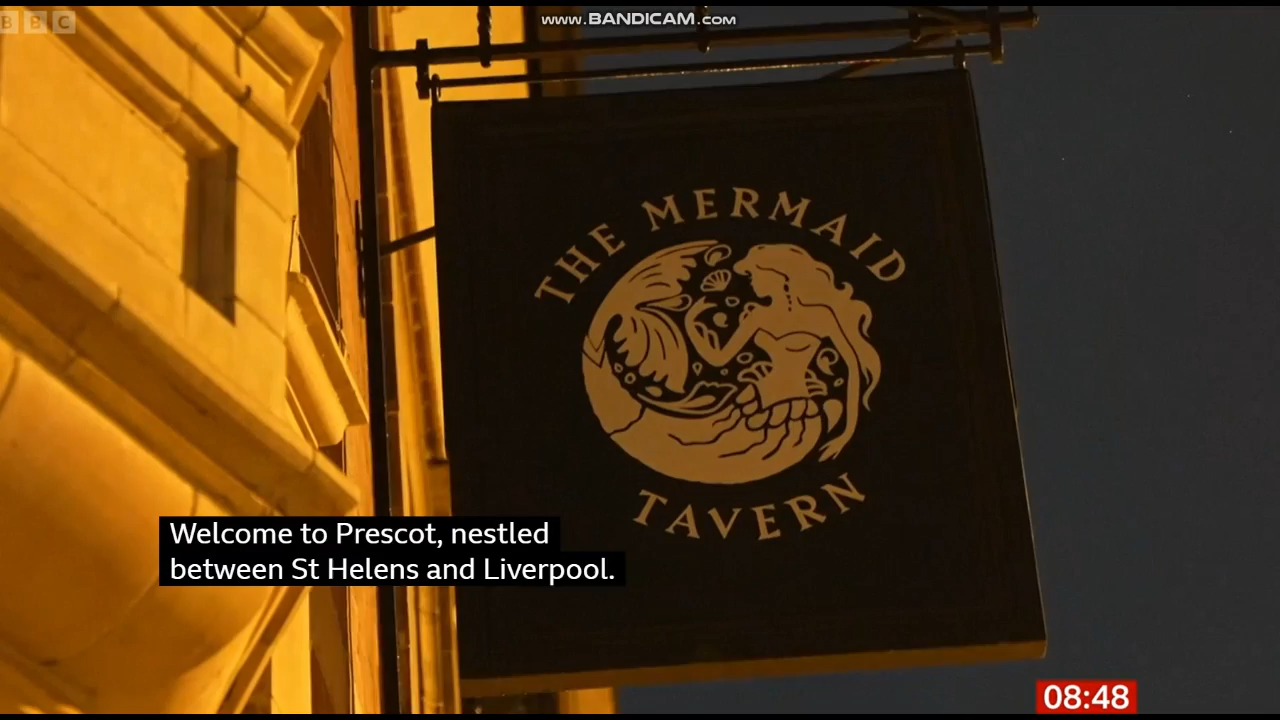 BBC
WWW.BANDICAM.COM
THE MERMAID
TAVERN
Welcome to Prescot, nestled
between St Helens and Liverpool.
08:48